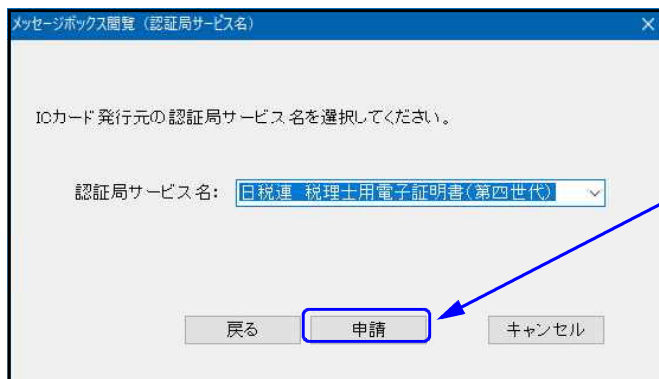 メッセージボックス閲覧（認証局サービス名）
ICカード発行元の認証局サービス名を選択してください。
認証局サービス名： 日税連 税理士用電子証明書(第四世代)
戻る 申請 キャンセル